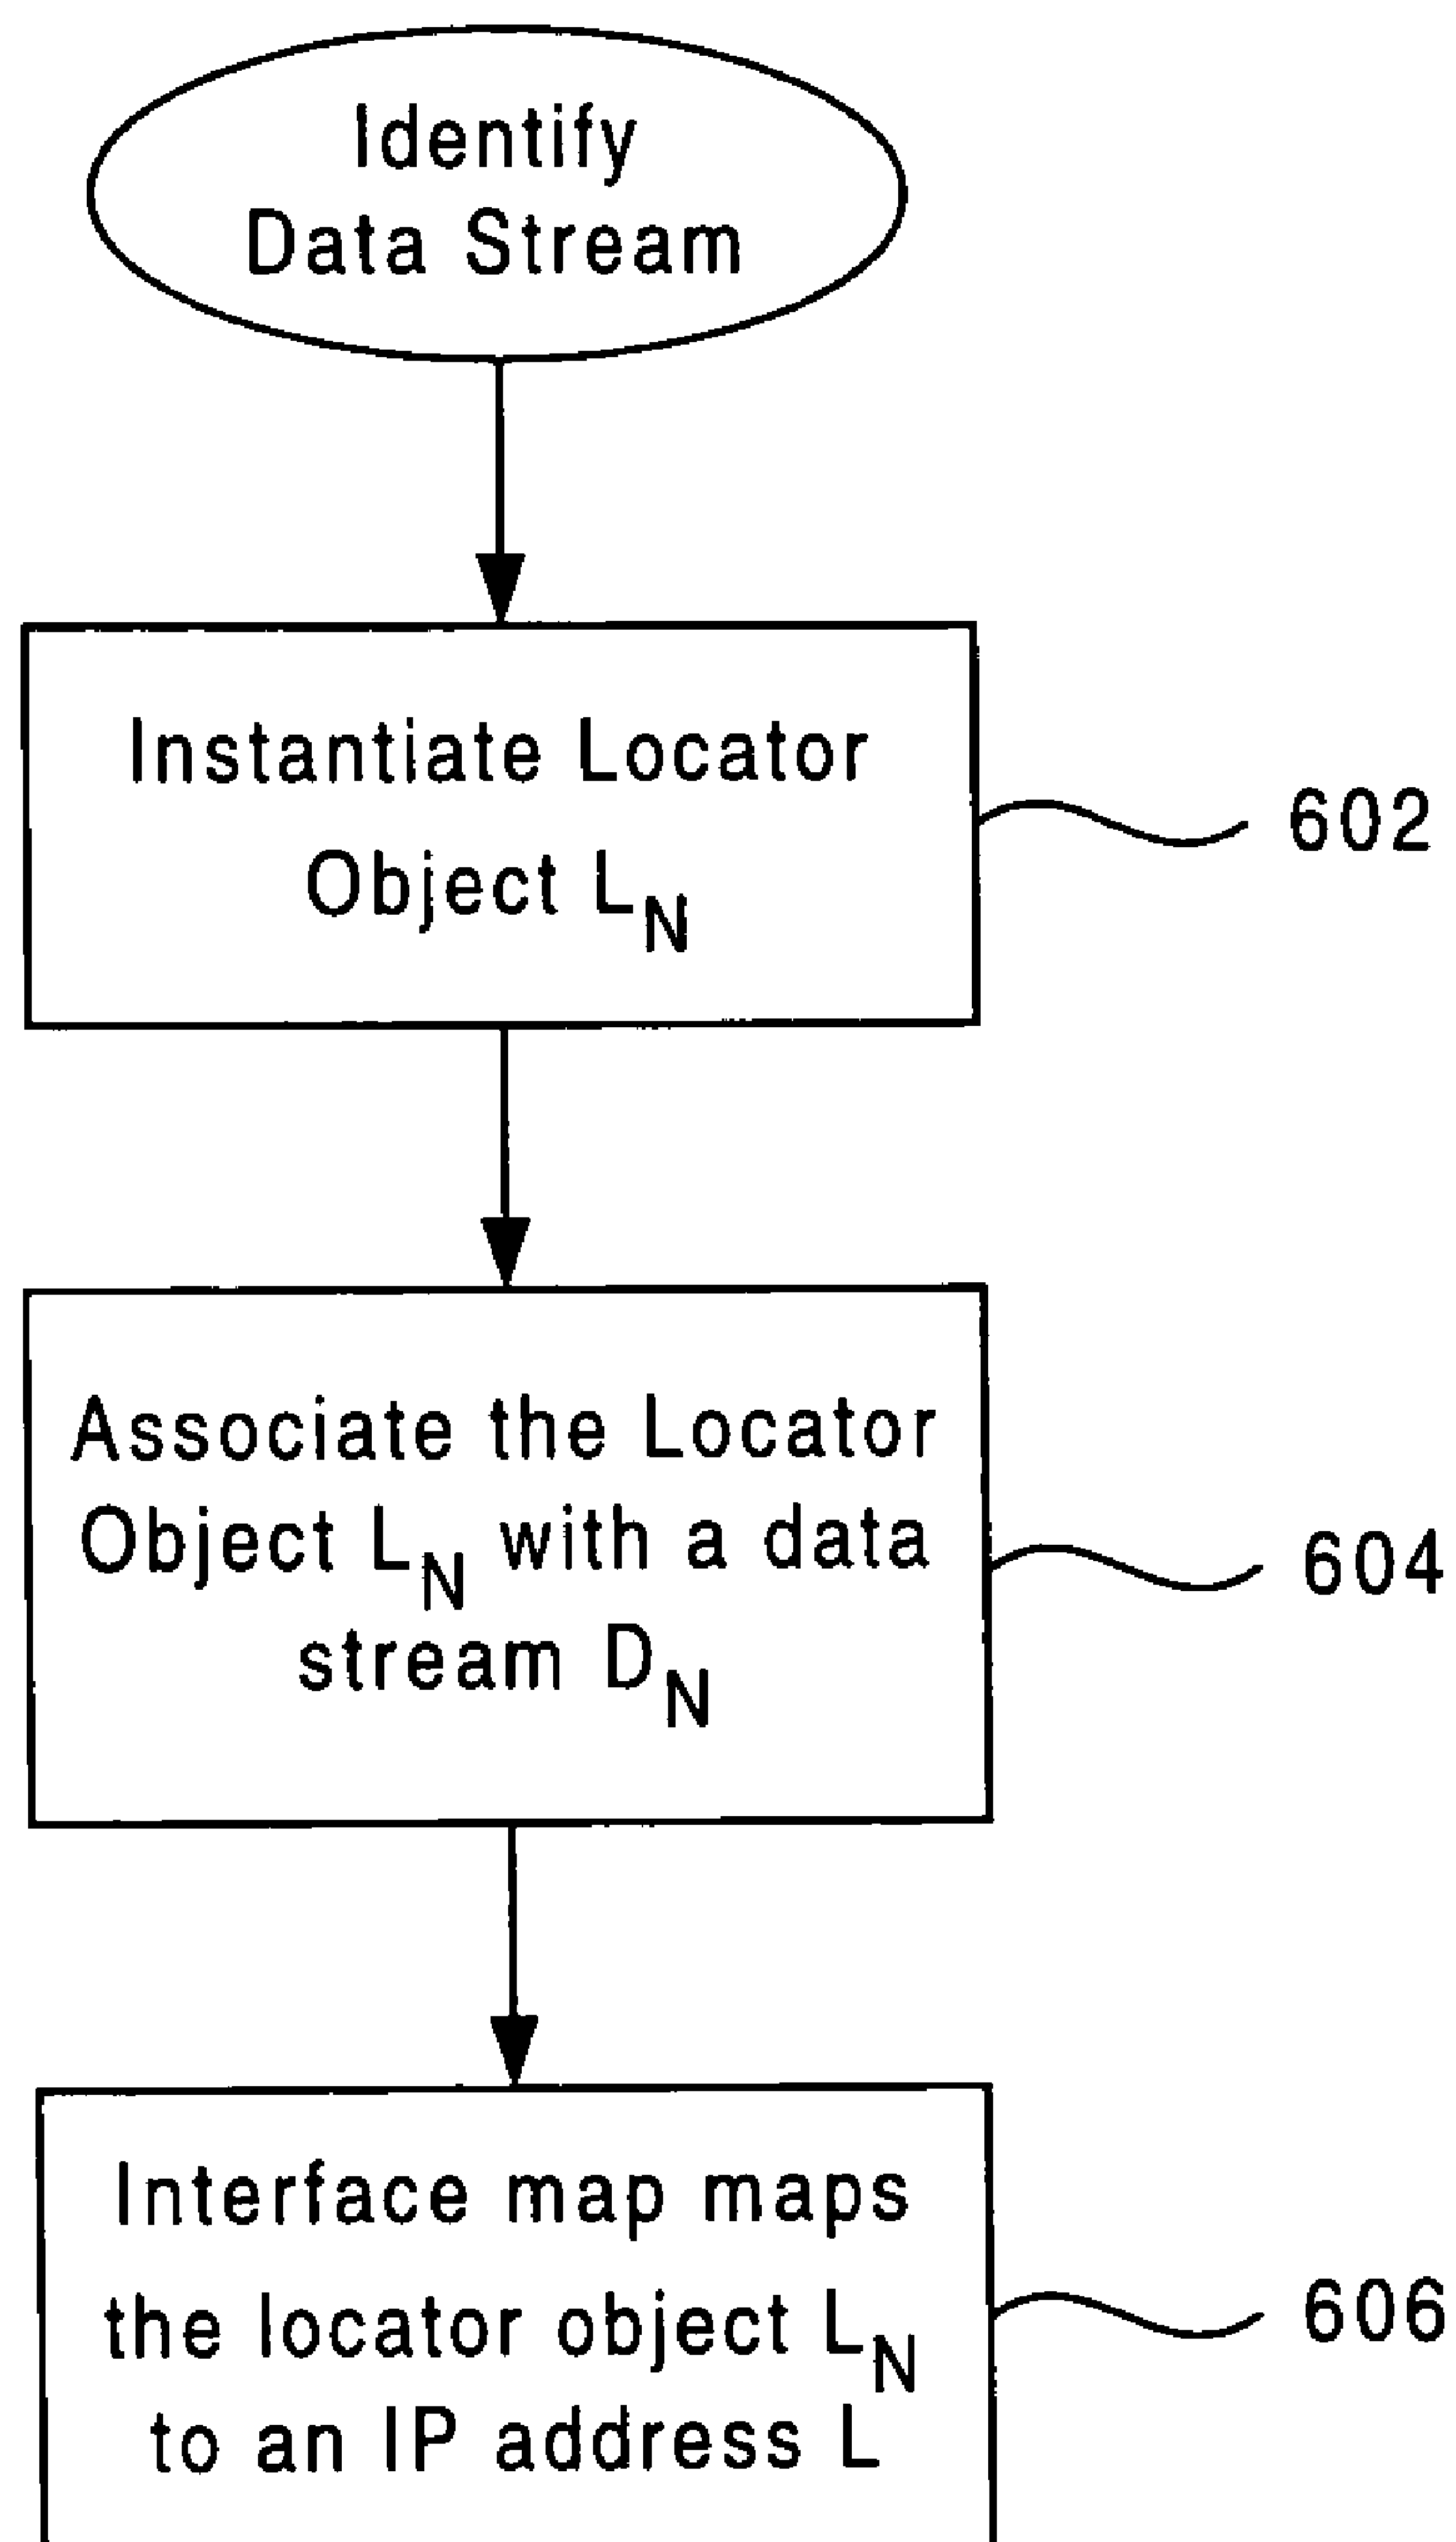 Identify
Data Stream
Instantiate Locator
Object L_N
602
Associate the Locator
Object L_N with a data
stream D_N
604
Interface map maps
the locator object L_N
to an IP address L
606